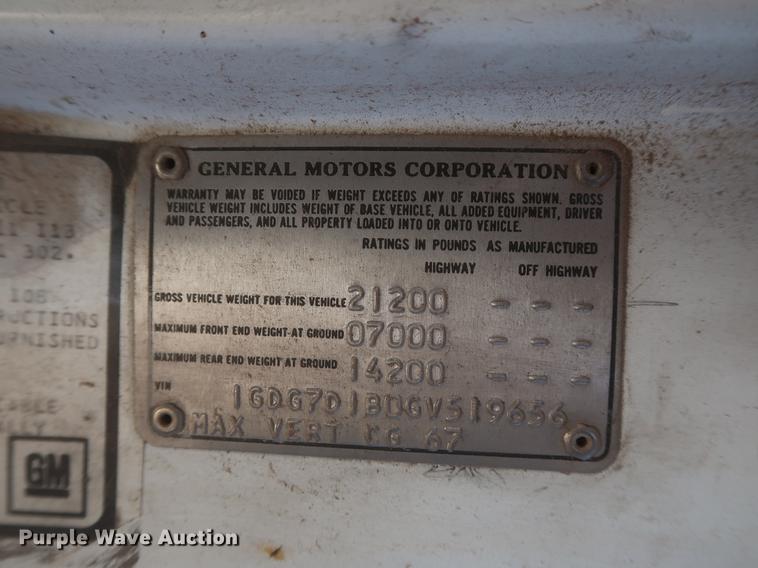 GENERAL MOTORS CORPORATION
WARRANTY MAY BE VOIDED IF WEIGHT EXCEEDS ANY OF RATINGS SHOWN. GROSS
VEHICLE WEIGHT INCLUDES WEIGHT OF BASE VEHICLE, ALL ADDED EQUIPMENT, DRIVER
AND PASSENGERS, AND ALL PROPERTY LOADED INTO OR ONTO VEHICLE.
RATINGS IN POUNDS AS MANUFACTURED
HIGHWAY OFF HIGHWAY
GROSS VEHICLE WEIGHT FOR THIS VEHICLE 21200 - - -
MAXIMUM FRONT END WEIGHT AT GROUND 07000 - - -
MAXIMUM REAR END WEIGHT AT GROUND 14200 - - -
VIN 1GDG7D1B0GV519656
MAX VERT CG 67
113
302.
108
GM
Purple Wave Auction